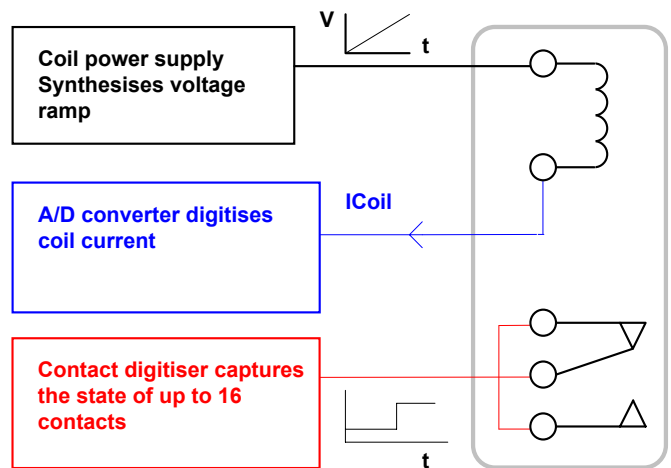 V
t
Coil power supply
Synthesises voltage
ramp
A/D converter digitises
coil current
ICoil
Contact digitiser captures
the state of up to 16
contacts
t